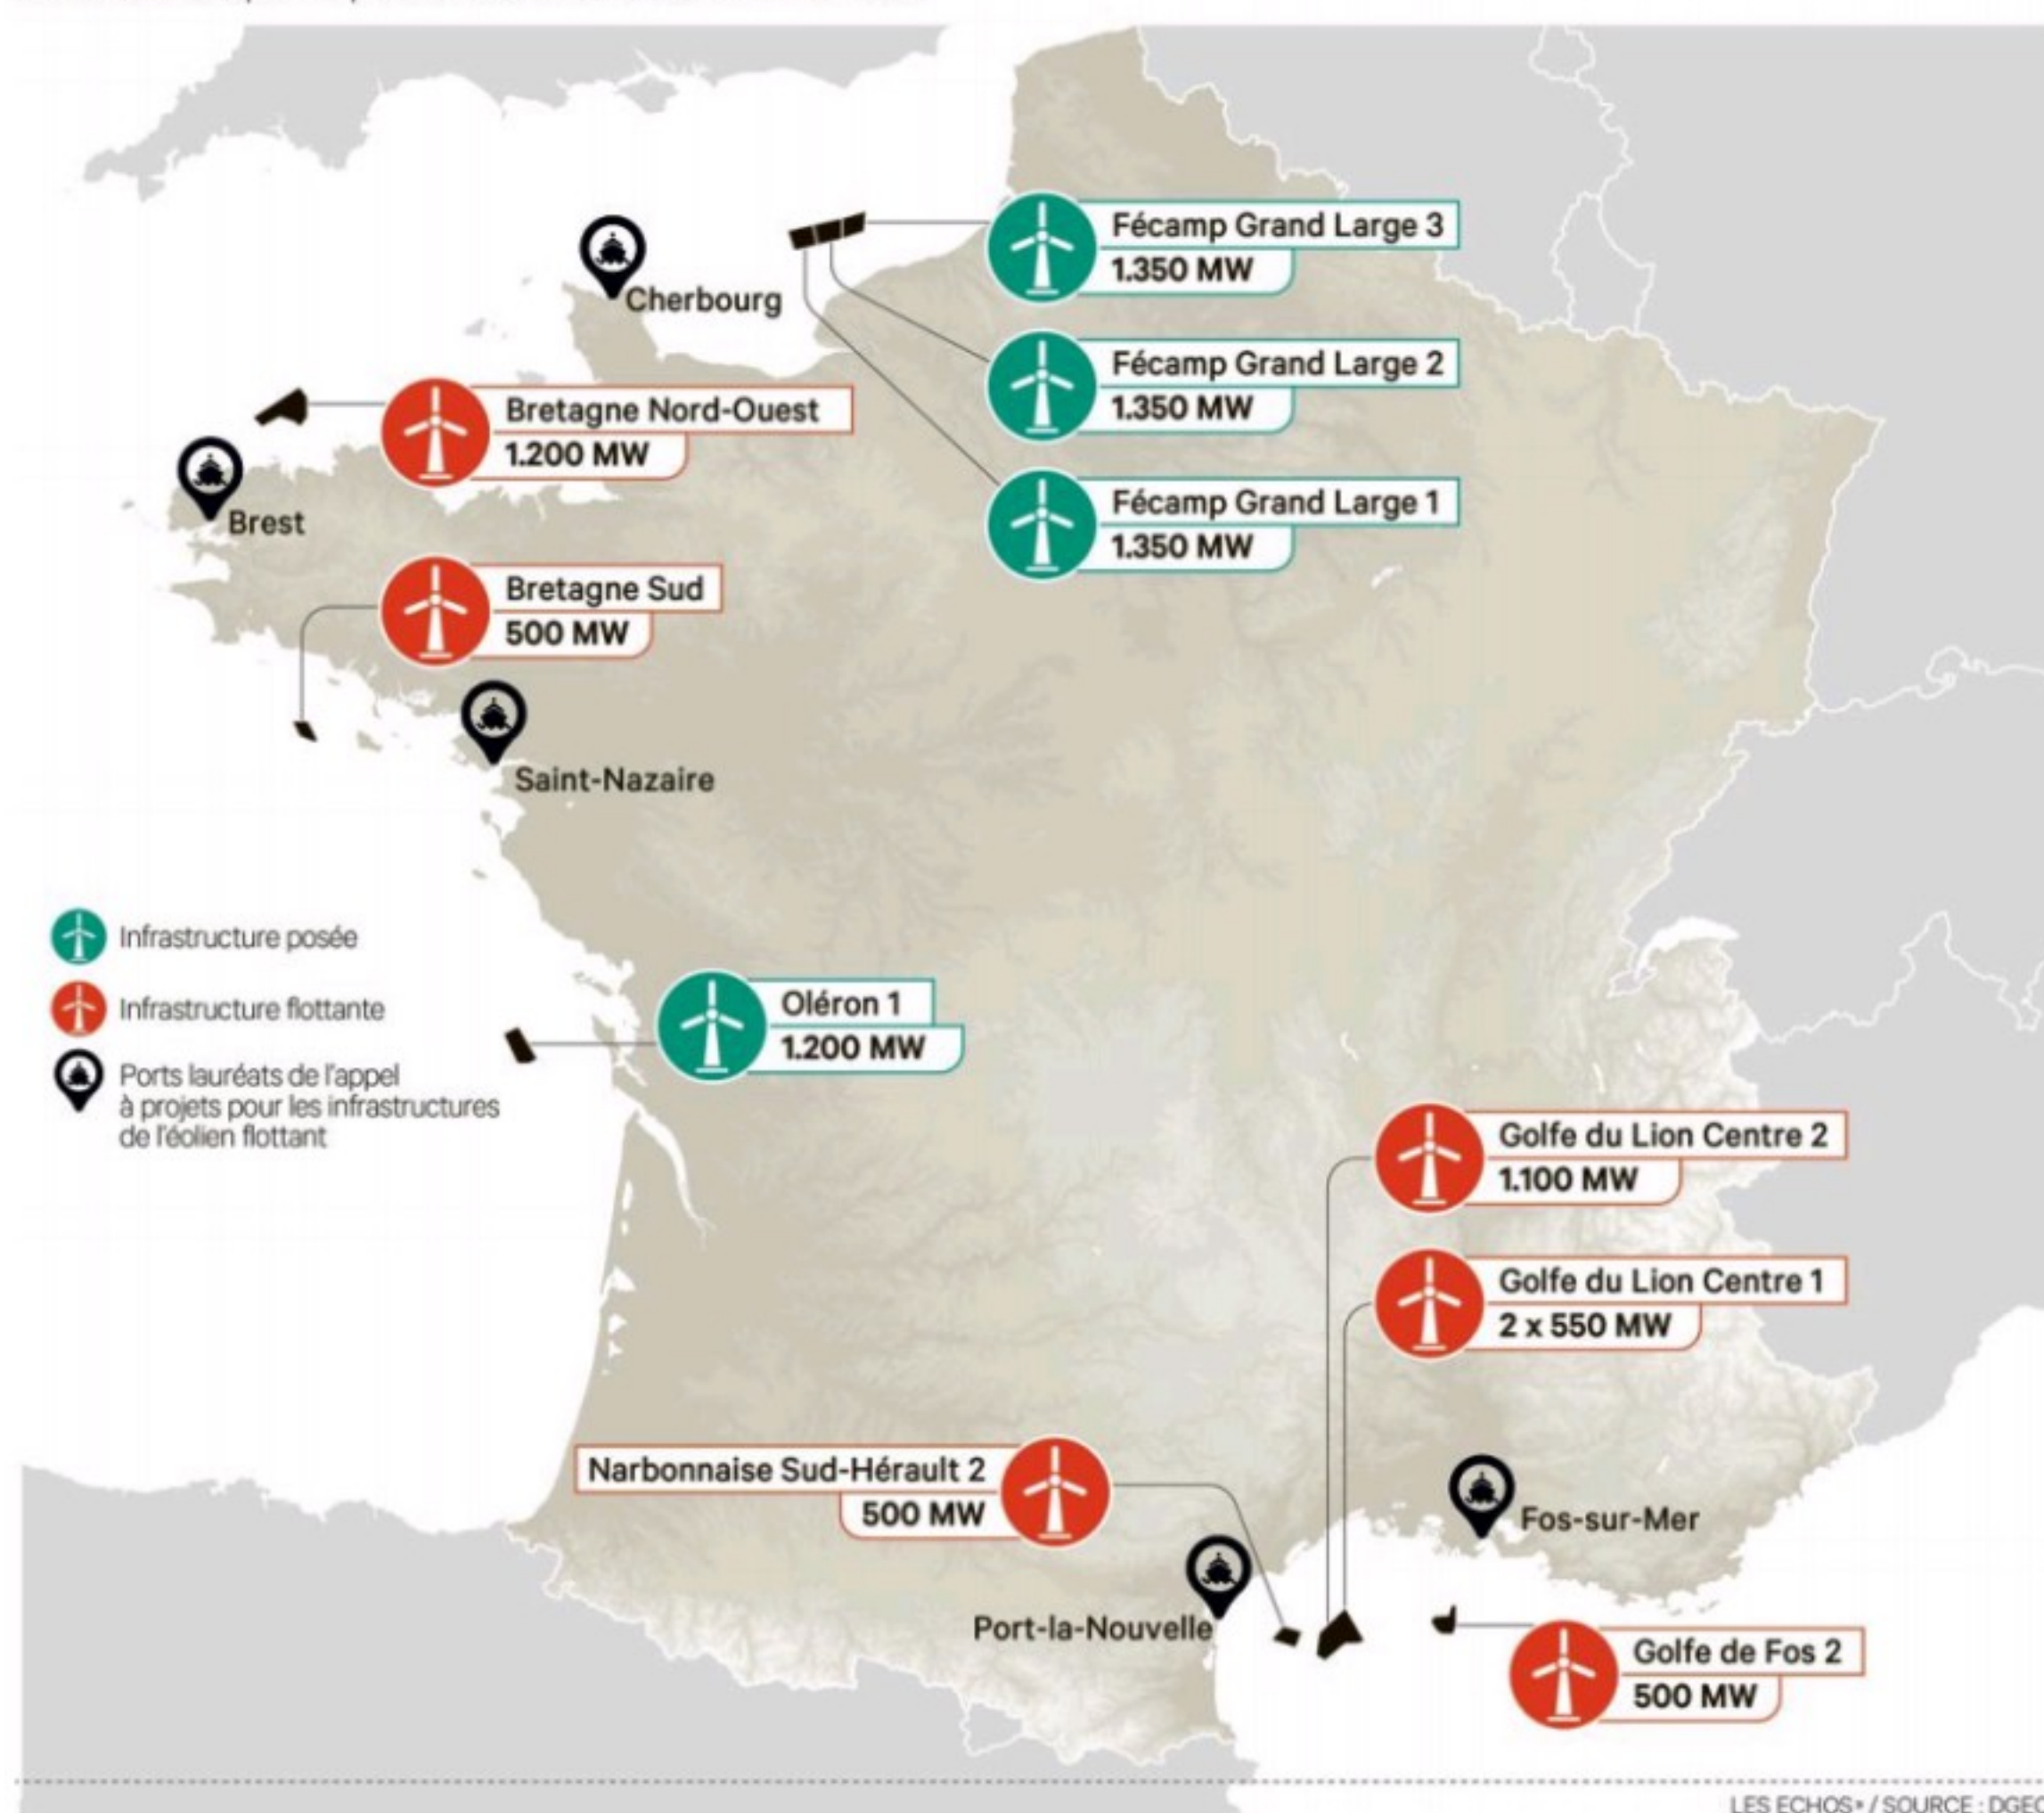 Cherbourg
Fécamp Grand Large 3
1.350 MW
Fécamp Grand Large 2
1.350 MW
Fécamp Grand Large 1
1.350 MW
Bretagne Nord-Ouest
1.200 MW
Brest
Bretagne Sud
500 MW
Saint-Nazaire
Infrastructure posée
Infrastructure flottante
Ports lauréats de l'appel
à projets pour les infrastructures
de l'éolien flottant
Oléron 1
1.200 MW
Golfe du Lion Centre 2
1.100 MW
Golfe du Lion Centre 1
2 x 550 MW
Narbonnaise Sud-Hérault 2
500 MW
Fos-sur-Mer
Port-la-Nouvelle
Golfe de Fos 2
500 MW
LES ECHOS / SOURCE :